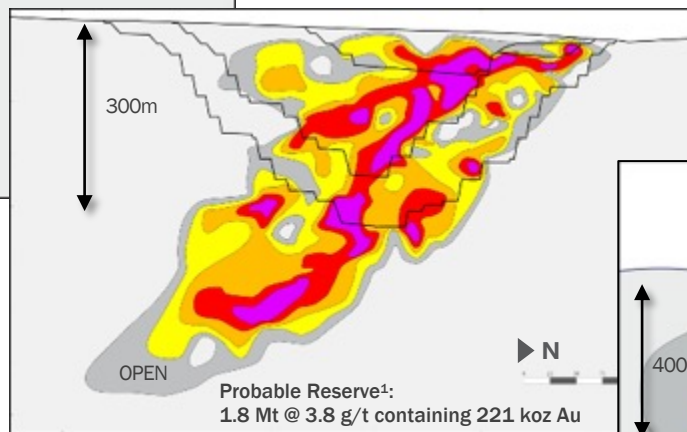 300m
400
OPEN
N
Probable Reserve¹:
1.8 Mt @ 3.8 g/t containing 221 koz Au